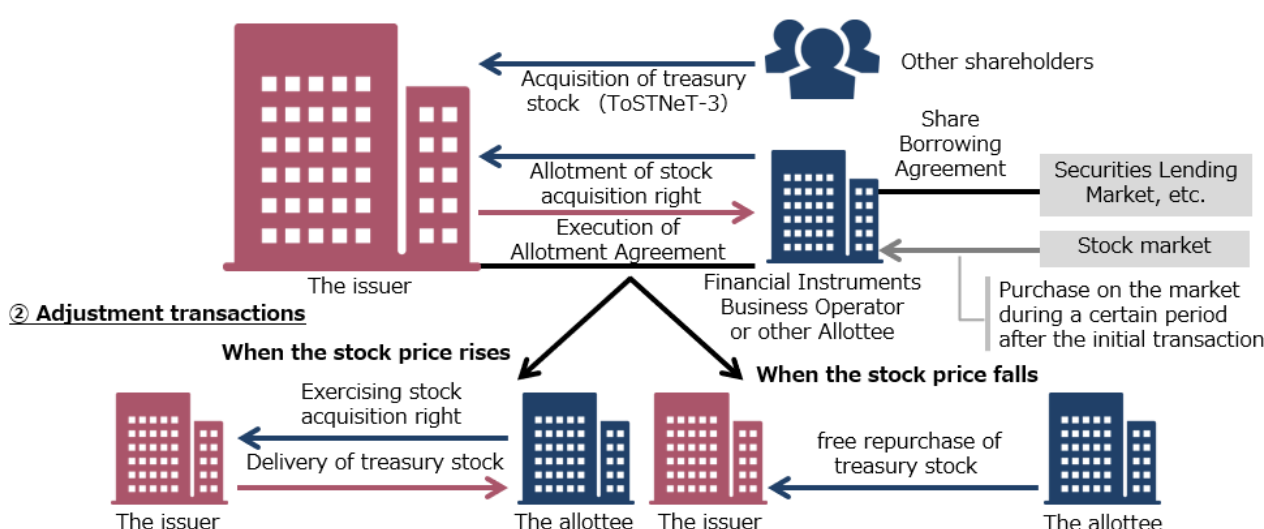 Acquisition of treasury
stock （ToSTNeT-3）
Other shareholders
Share
Borrowing
Agreement
Allotment of stock
acquisition right
Securities Lending
Market, etc.
Execution of
Allotment Agreement
Stock market
The issuer
Financial Instruments
Business Operator
or other Allottee
Purchase on the market
during a certain period
after the initial transaction
② Adjustment transactions
When the stock price rises
When the stock price falls
Exercising stock
acquisition right
Delivery of treasury stock
free repurchase of
treasury stock
The issuer
The allottee
The issuer
The allottee